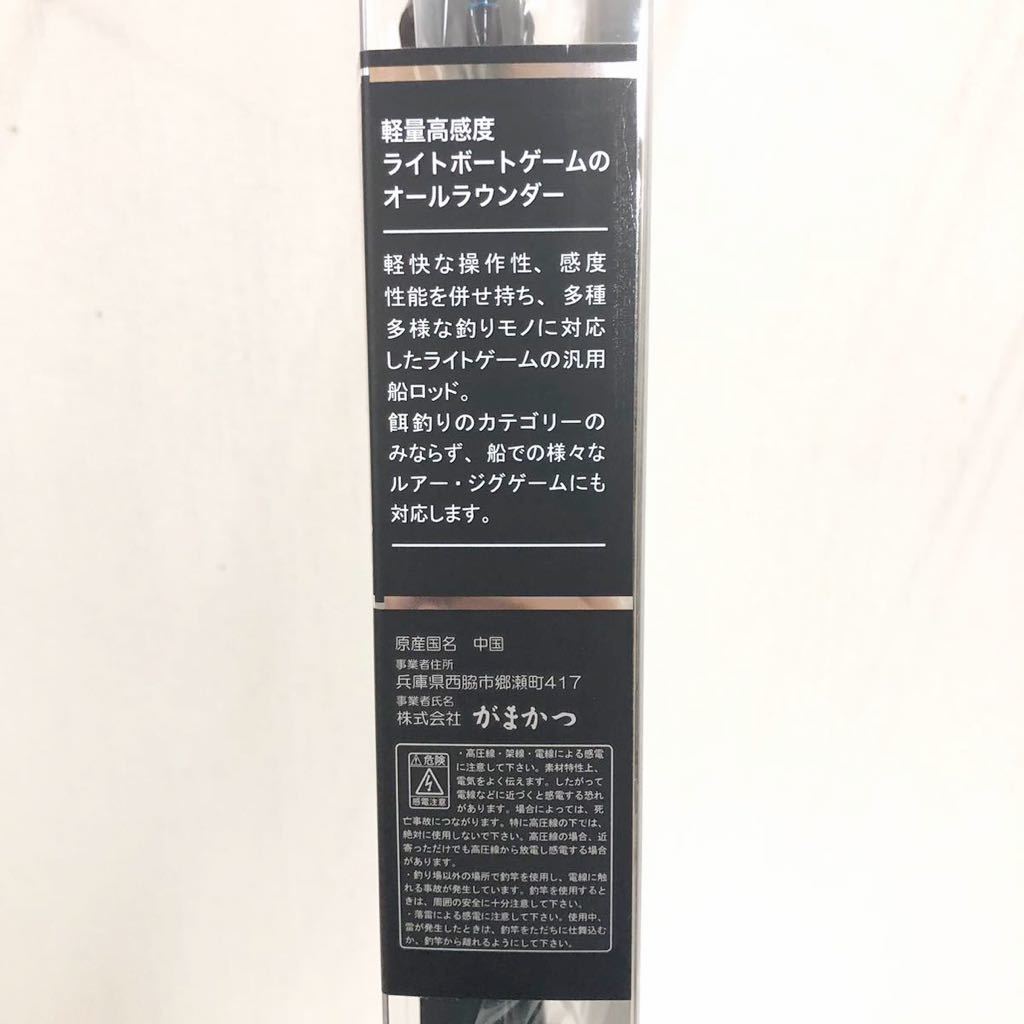 軽量高感度
ライトボートゲームの
オールラウンダー
軽快な操作性、感度
性能を併せ持ち、多種
多様な釣りモノに対応
したライトゲームの汎用
船ロッド。
餌釣りのカテゴリーの
みならず、船での様々な
ルアー・ジグゲームにも
対応します。
原産国名 中国
事業者住所
兵庫県西脇市郷瀬町417
事業者氏名
株式会社 がまかつ
危険
感電注意
・高圧線・架線・電線による感電
に注意して下さい。素材特性上、
電気をよく伝えます。したがって
電線などに近づくと感電する恐れ
があります。場合によっては、死
亡事故につながります。特に高圧線の下では、
絶対に使用しないで下さい。高圧線の場合、近
寄っただけでも高圧線から放電し感電する場合
があります。
・釣り場以外の場所で釣竿を使用し、電線に触
れる事故が発生しています。釣竿を使用すると
きは、周囲の安全に十分注意して下さい。
・落雷による感電に注意して下さい。使用中、
雷が発生したときは、釣竿をただちに仕舞込む
か、釣竿から離れるようにして下さい。